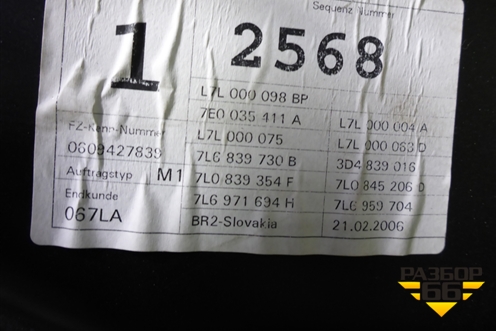 Sequenz Nummer
1
2568
L7L 000 098 BP
7E0 035 411 A
L7L 000 004 A
FZ-Kenn-Nummer
L7L 000 075
L7L 000 063 D
0609427839
7L6 839 730 B
3D4 839 016
Auftragstyp M1
7L0 839 354 F
7L0 845 206 D
Endkunde
7L6 971 694 H
7L6 959 704
067LA
BR2-Slovakia
21.02.2006
РАЗБОР
66